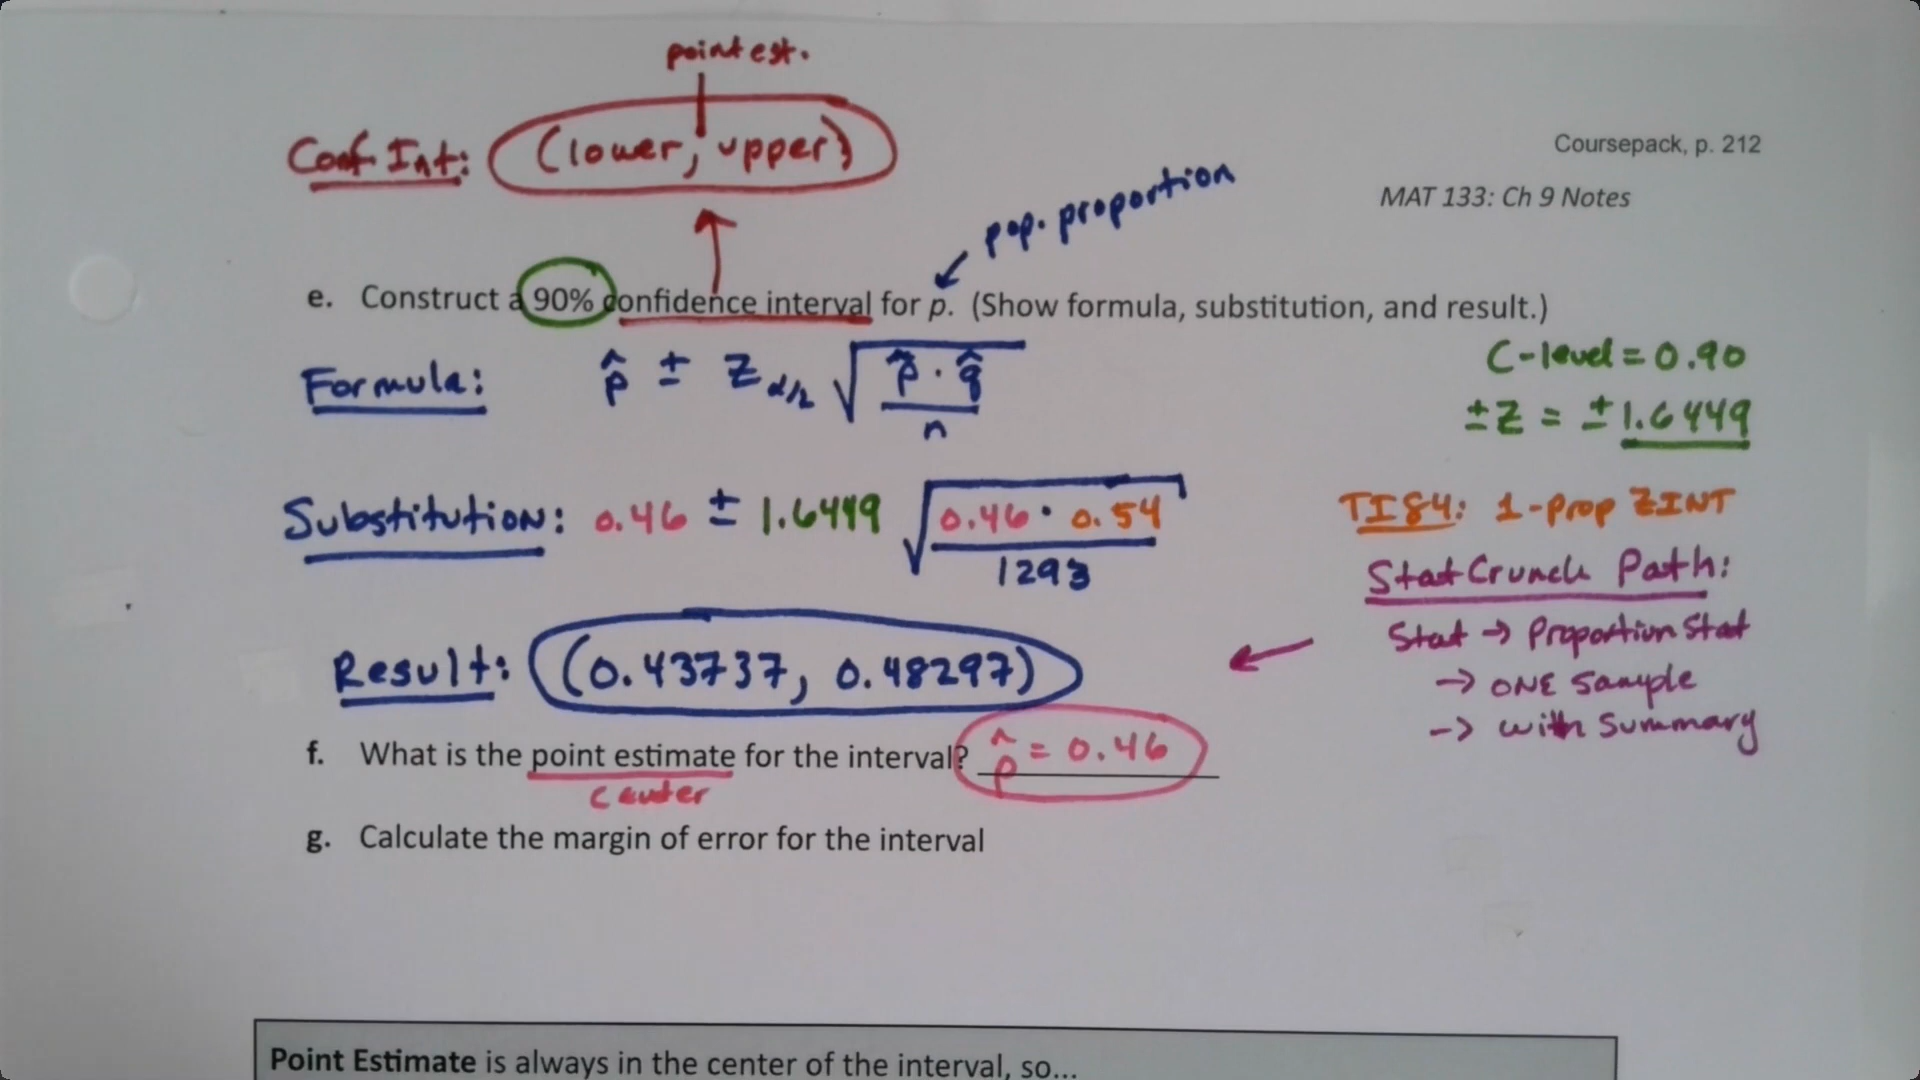 point est.
Conf. Int: (lower, upper)
Coursepack, p. 212
MAT 133: Ch 9 Notes
pop. proportion
e. Construct a 90% confidence interval for p. (Show formula, substitution, and result.)
C-level = 0.90
Formula: p̂ ± Z α/2 √ p̂ · q̂ / n
±Z = ±1.6449
Substitution: 0.46 ± 1.6449 √ 0.46 · 0.54 / 1293
TI84: 1-Prop ZINT
StatCrunch Path:
Stat → Proportion Stat
→ ONE Sample
→ with Summary
Result: (0.43737, 0.48297)
f. What is the point estimate for the interval? p̂ = 0.46
center
g. Calculate the margin of error for the interval
Point Estimate is always in the center of the interval, so...